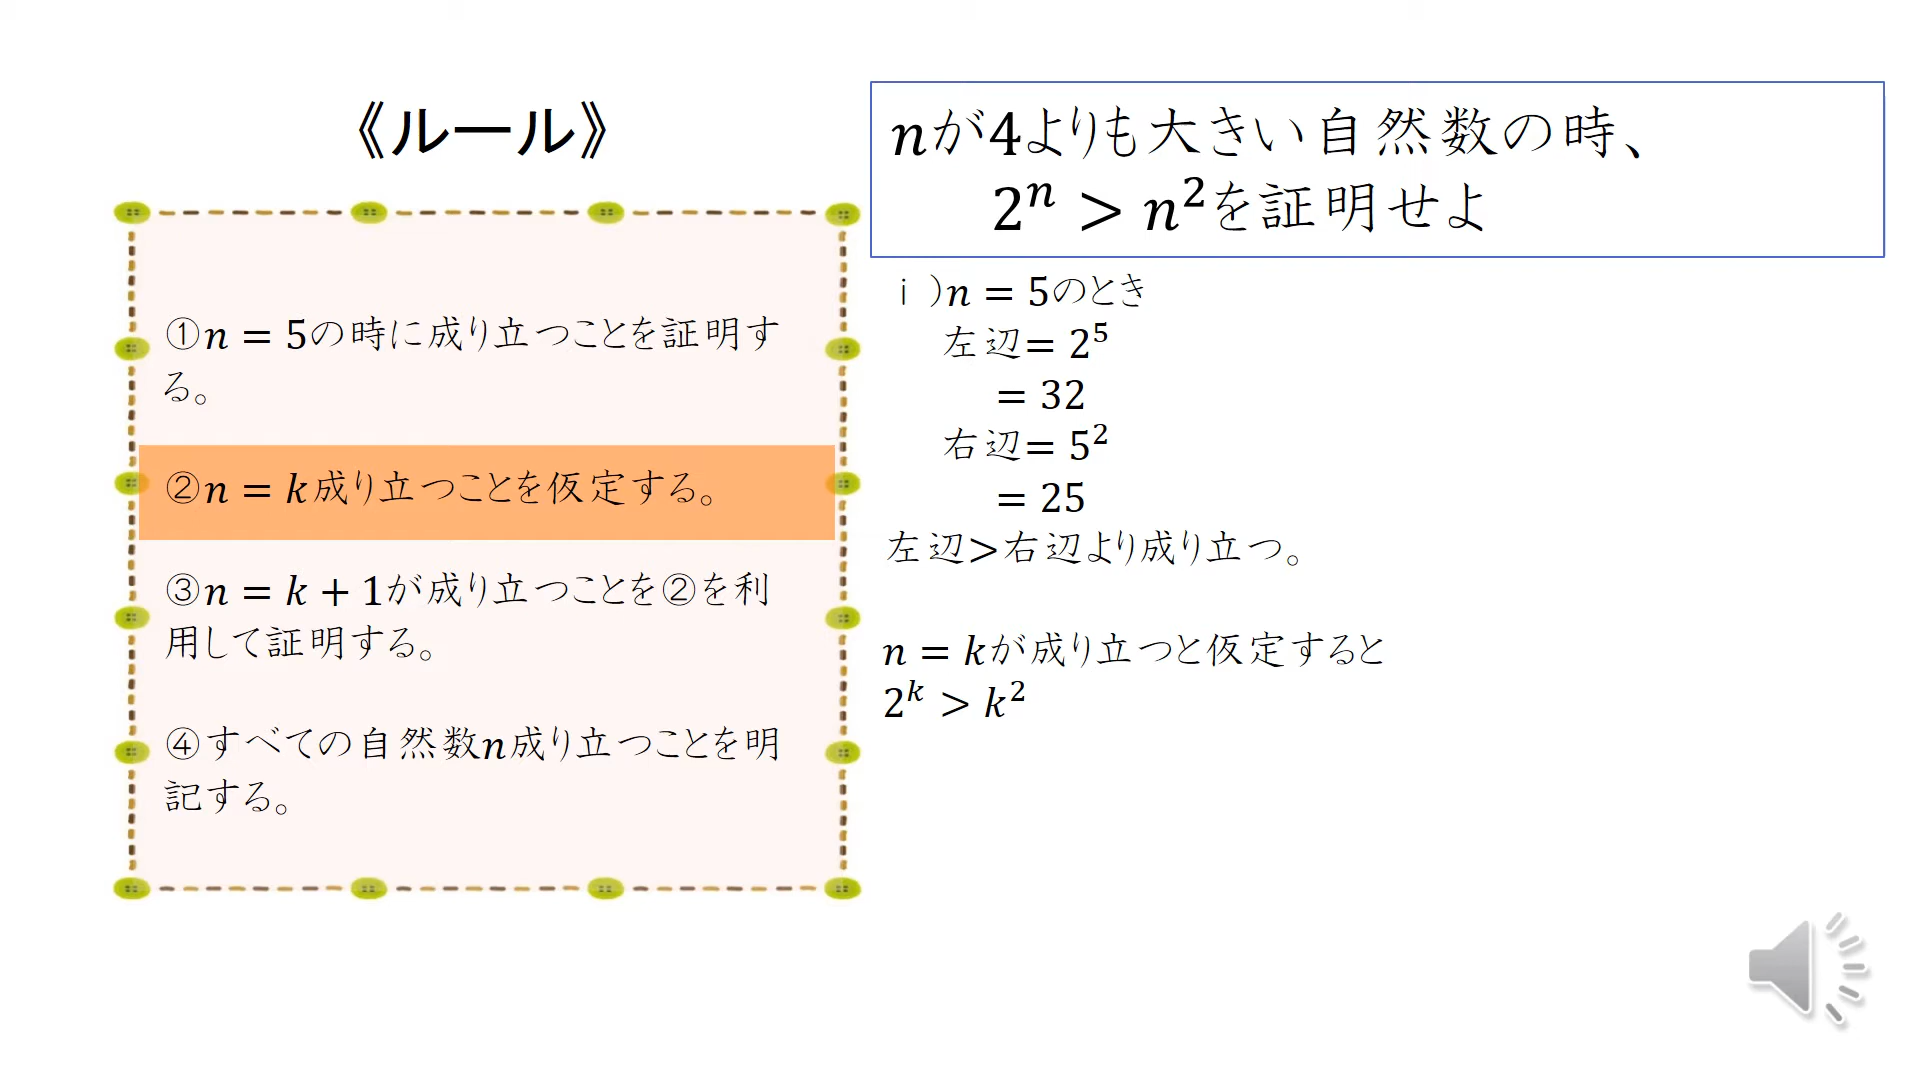 《ルール》
①n = 5の時に成り立つことを証明す
る。
②n = k成り立つことを仮定する。
③n = k + 1が成り立つことを②を利
用して証明する。
④すべての自然数n成り立つことを明
記する。
nが4よりも大きい自然数の時、
2ⁿ > n²を証明せよ
ⅰ)n = 5のとき
左辺= 2⁵
= 32
右辺= 5²
= 25
左辺>右辺より成り立つ。
n = kが成り立つと仮定すると
2ᵏ > k²